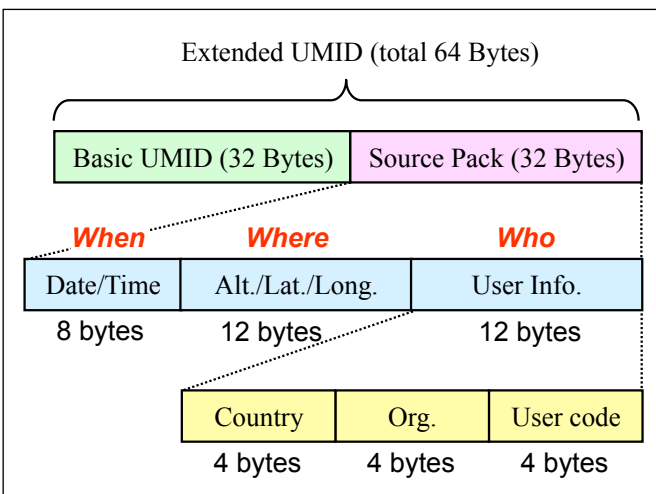 Extended UMID (total 64 Bytes)
Basic UMID (32 Bytes) Source Pack (32 Bytes)
When Where Who
Date/Time Alt./Lat./Long. User Info.
8 bytes 12 bytes 12 bytes
Country Org. User code
4 bytes 4 bytes 4 bytes